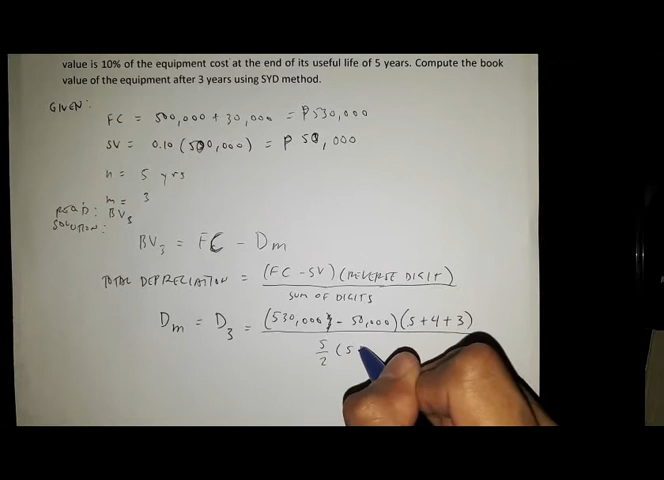 value is 10% of the equipment cost at the end of its useful life of 5 years. Compute the book
value of the equipment after 3 years using SYD method.
GIVEN:
FC = 500,000 + 30,000 = ₱530,000
SV = 0.10 (500,000) = ₱ 50,000
n = 5 yrs
m = 3
REQ'D: BV₃
SOLUTION:
BV₃ = FC - Dm
TOTAL DEPRECIATION = (FC - SV)(REVERSE DIGIT)
SUM OF DIGITS
Dm = D₃ = (530,000 - 50,000)(5+4+3)
5/2 (5